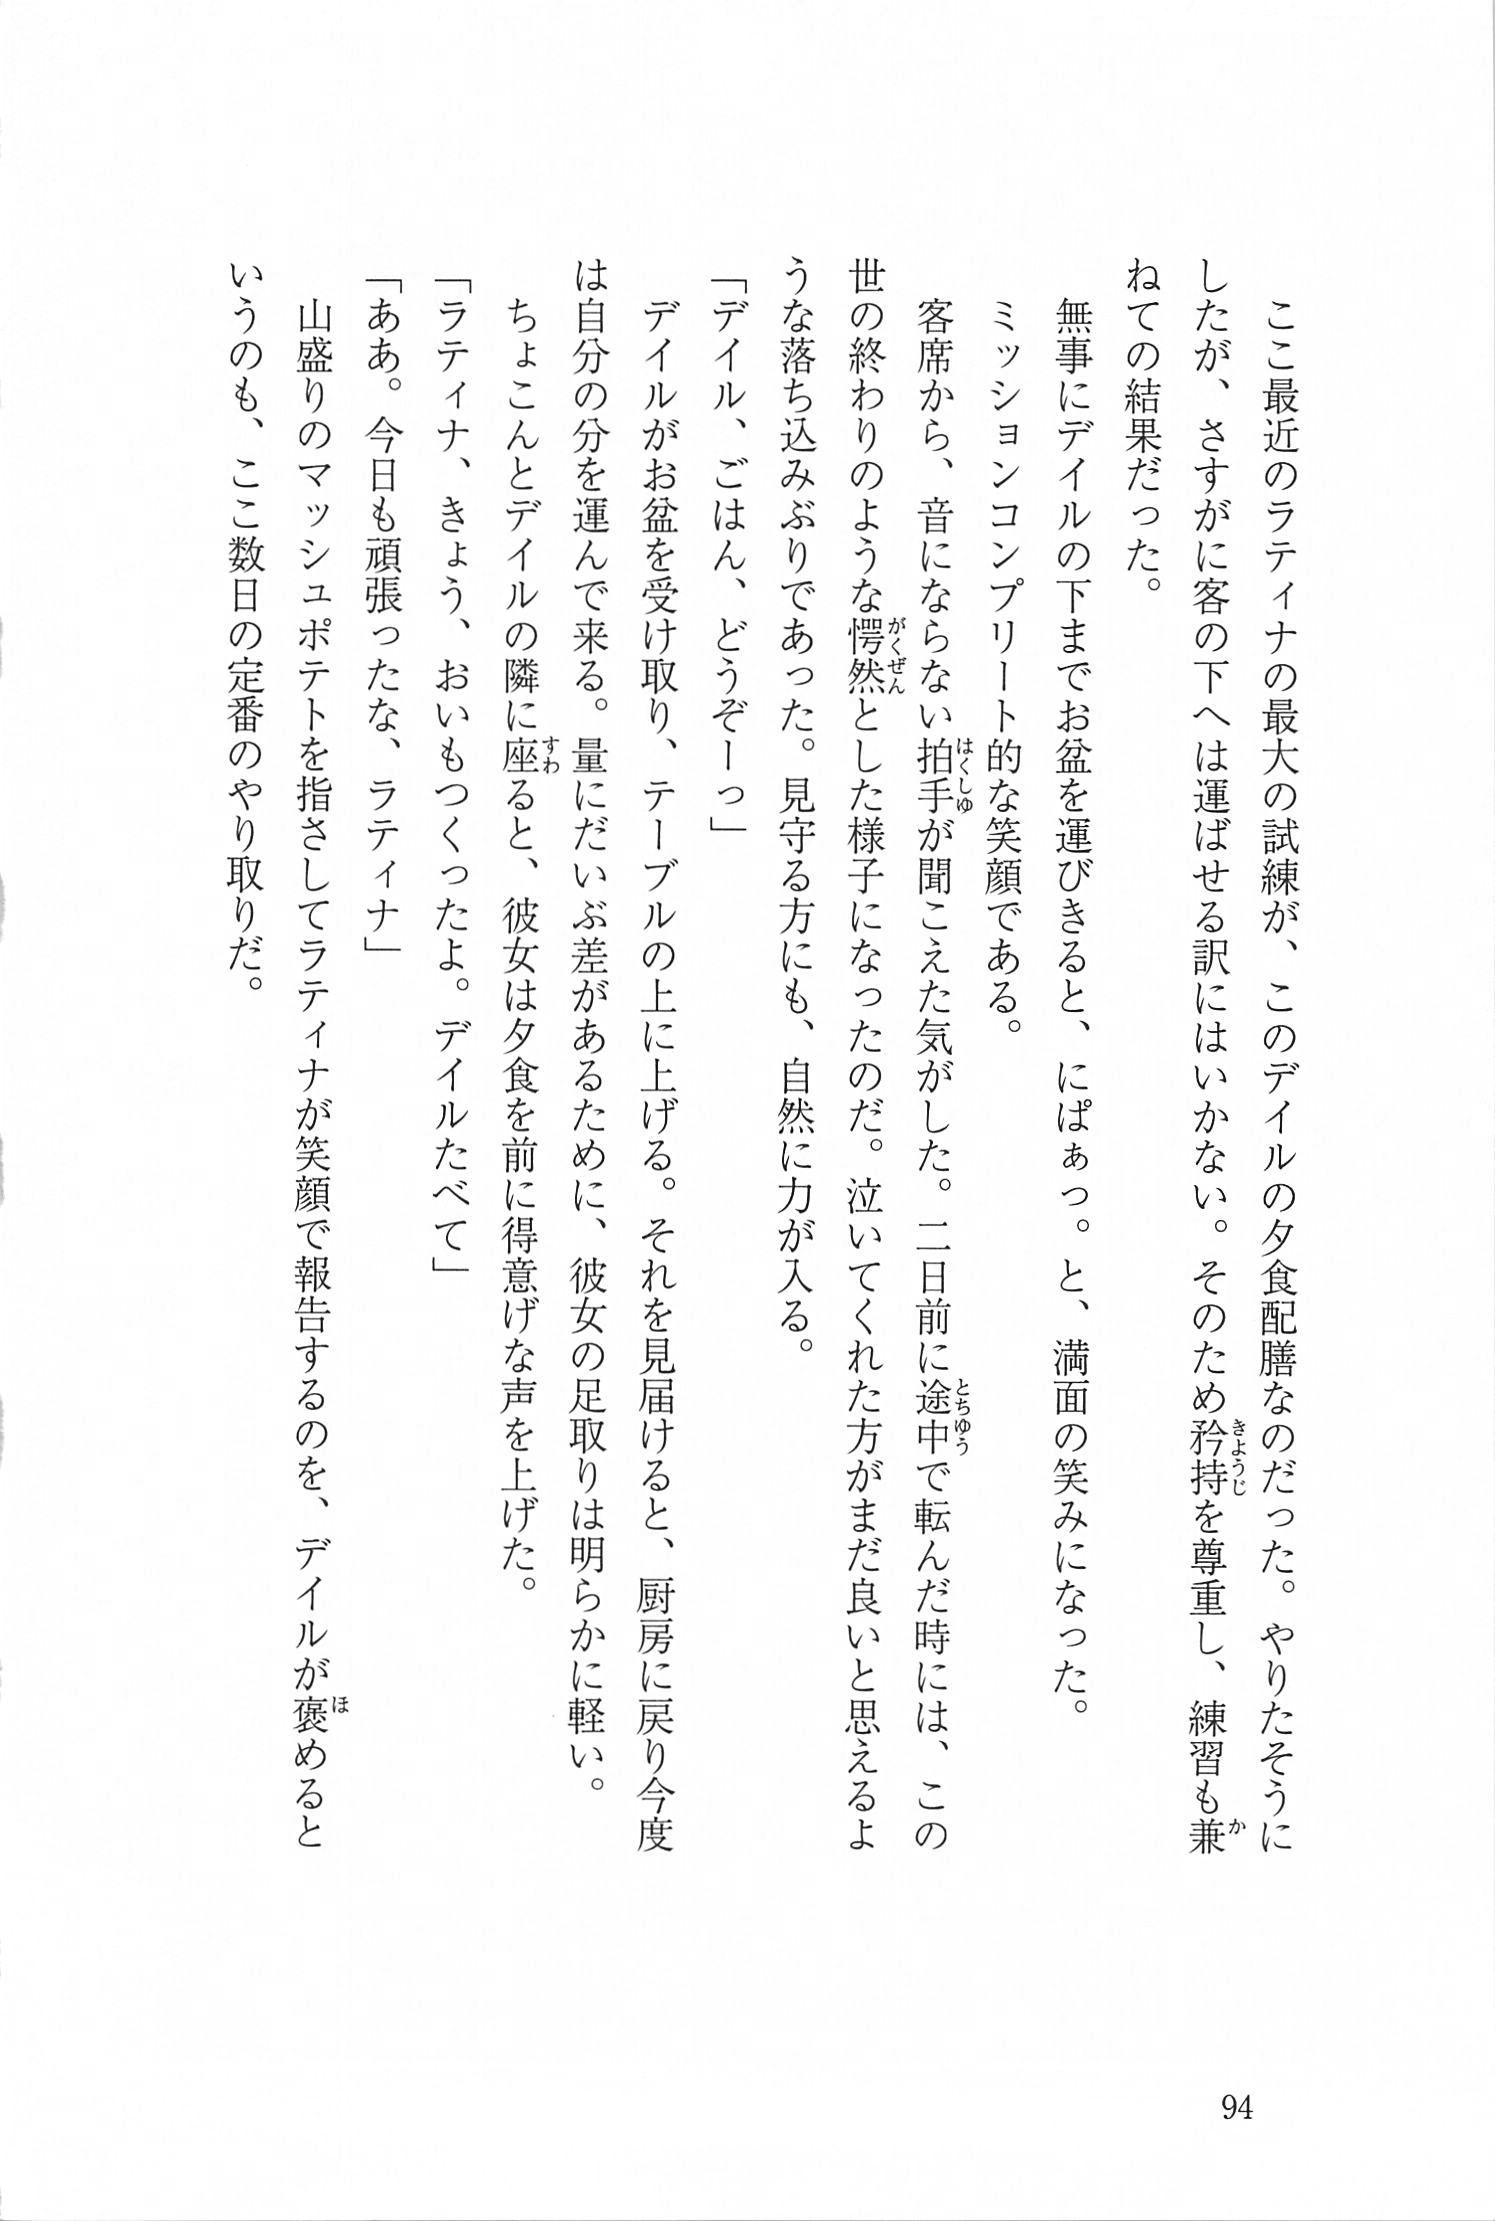 ここ最近のラティナの最大の試練が、このデイルの夕食配膳なのだった。やりたそうに
したが、さすがに客の下へは運ばせる訳にはいかない。そのため矜持を尊重し、練習も兼
ねての結果だった。
無事にデイルの下までお盆を運びきると、にぱぁっ。と、満面の笑みになった。
ミッションコンプリート的な笑顔である。
客席から、音にならない拍手が聞こえた気がした。二日前に途中で転んだ時には、この
世の終わりのような愕然とした様子になったのだ。泣いてくれた方がまだ良いと思えるよ
うな落ち込みぶりであった。見守る方にも、自然に力が入る。
「デイル、ごはん、どうぞーっ」
デイルがお盆を受け取り、テーブルの上に上げる。それを見届けると、厨房に戻り今度
は自分の分を運んで来る。量にだいぶ差があるために、彼女の足取りは明らかに軽い。
ちょこんとデイルの隣に座ると、彼女は夕食を前に得意げな声を上げた。
「ラティナ、きょう、おいもつくったよ。デイルたべて」
「ああ。今日も頑張ったな、ラティナ」
山盛りのマッシュポテトを指さしてラティナが笑顔で報告するのを、デイルが褒めると
いうのも、ここ数日の定番のやり取りだ。
94